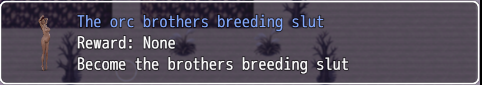 The orc brothers breeding slut
Reward: None
Become the brothers breeding slut